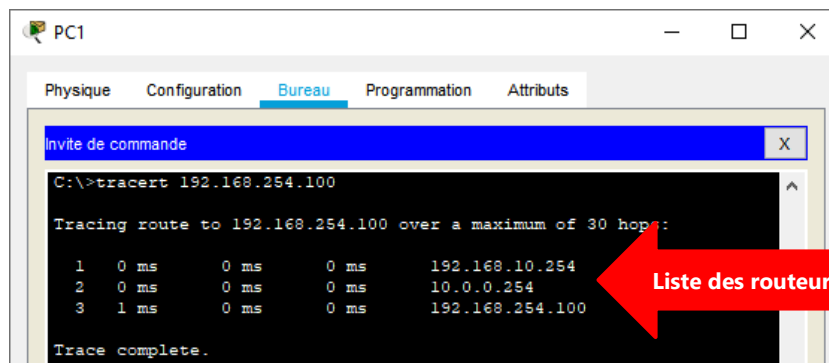 PC1
Physique Configuration Bureau Programmation Attributs
Invite de commande X
C:\>tracert 192.168.254.100
Tracing route to 192.168.254.100 over a maximum of 30 hops:
1 0 ms 0 ms 0 ms 192.168.10.254
2 0 ms 0 ms 0 ms 10.0.0.254
3 1 ms 0 ms 0 ms 192.168.254.100
Liste des routeur
Trace complete.